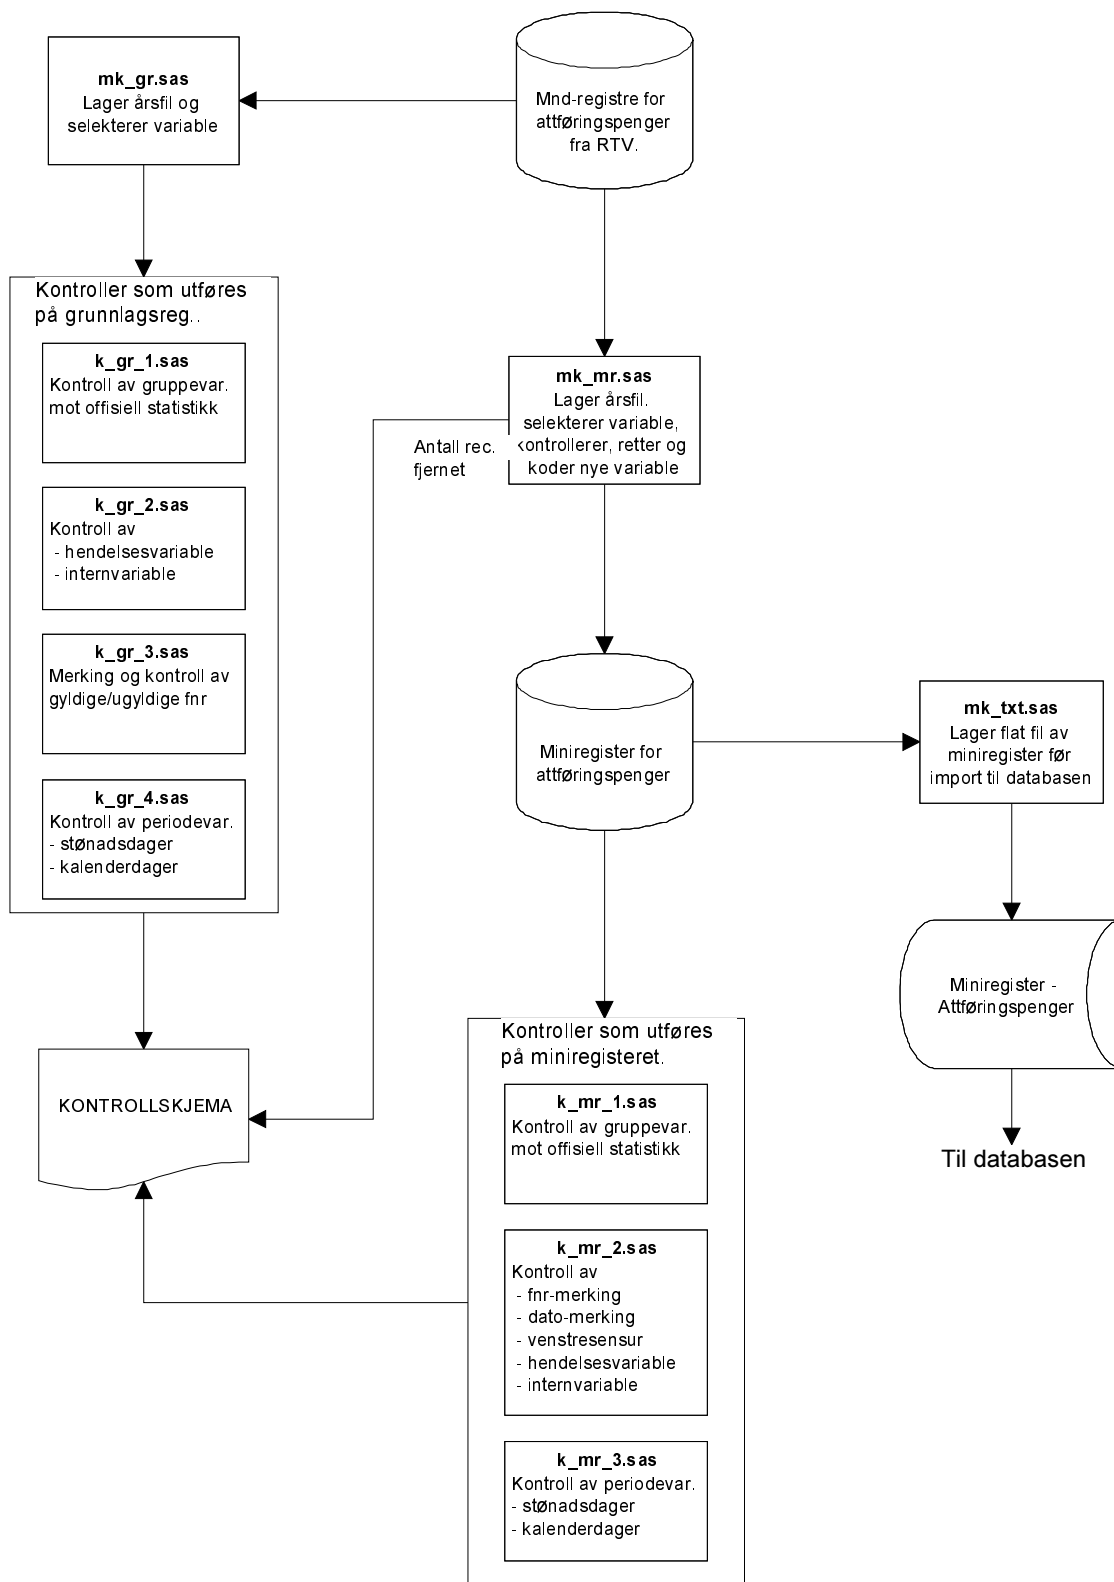 mk_gr.sas
Lager årsfil og
selekterer variable
Mnd-registre for
attføringspenger
fra RTV.
Kontroller som utføres
på grunnlagsreg..
k_gr_1.sas
Kontroll av gruppevar.
mot offisiell statistikk
k_gr_2.sas
Kontroll av
- hendelsesvariable
- internvariable
k_gr_3.sas
Merking og kontroll av
gyldige/ugyldige fnr
k_gr_4.sas
Kontroll av periodevar.
- stønadsdager
- kalenderdager
mk_mr.sas
Lager årsfil.
selekterer variable,
kontrollerer, retter og
koder nye variable
Antall rec.
fjernet
Miniregister for
attføringspenger
mk_txt.sas
Lager flat fil av
miniregister før
import til databasen
Miniregister -
Attføringspenger
Til databasen
KONTROLLSKJEMA
Kontroller som utføres
på miniregisteret.
k_mr_1.sas
Kontroll av gruppevar.
mot offisiell statistikk
k_mr_2.sas
Kontroll av
- fnr-merking
- dato-merking
- venstresensur
- hendelsesvariable
- internvariable
k_mr_3.sas
Kontroll av periodevar.
- stønadsdager
- kalenderdager